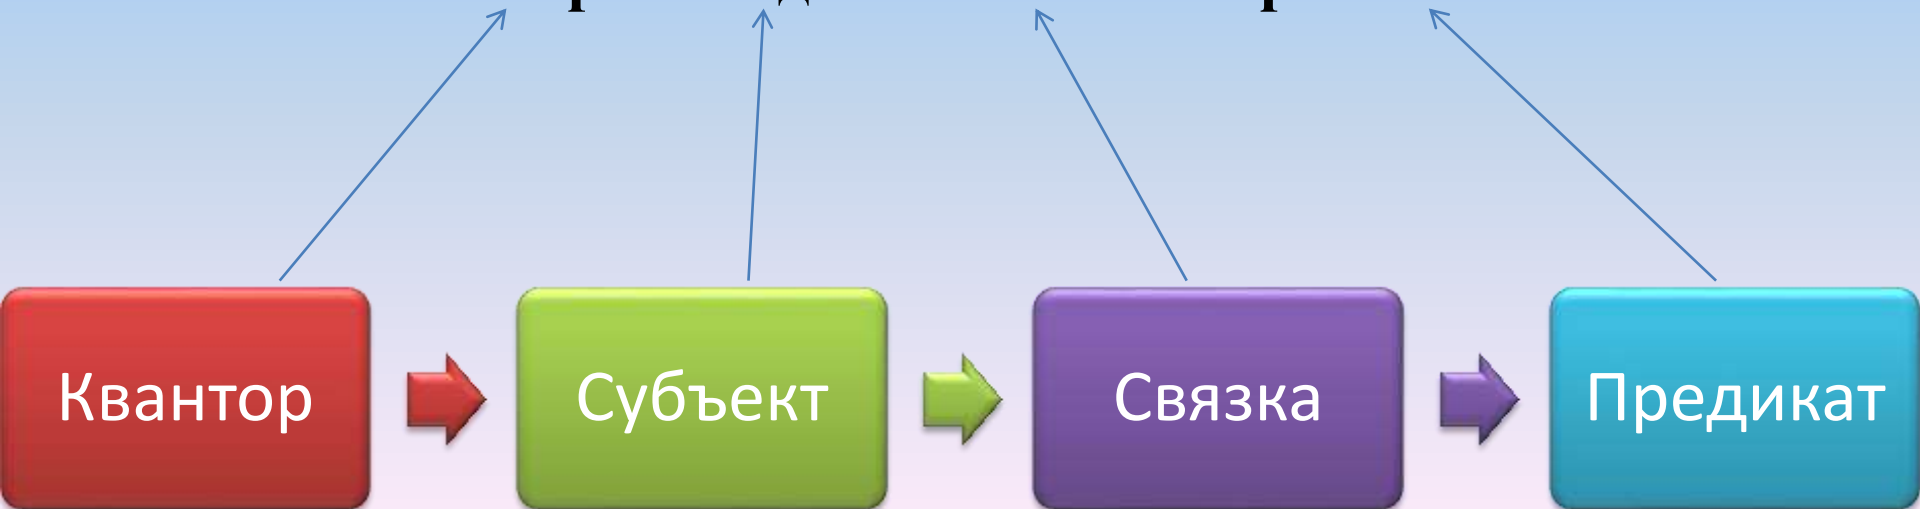 Квантор Субъект Связка Предикат